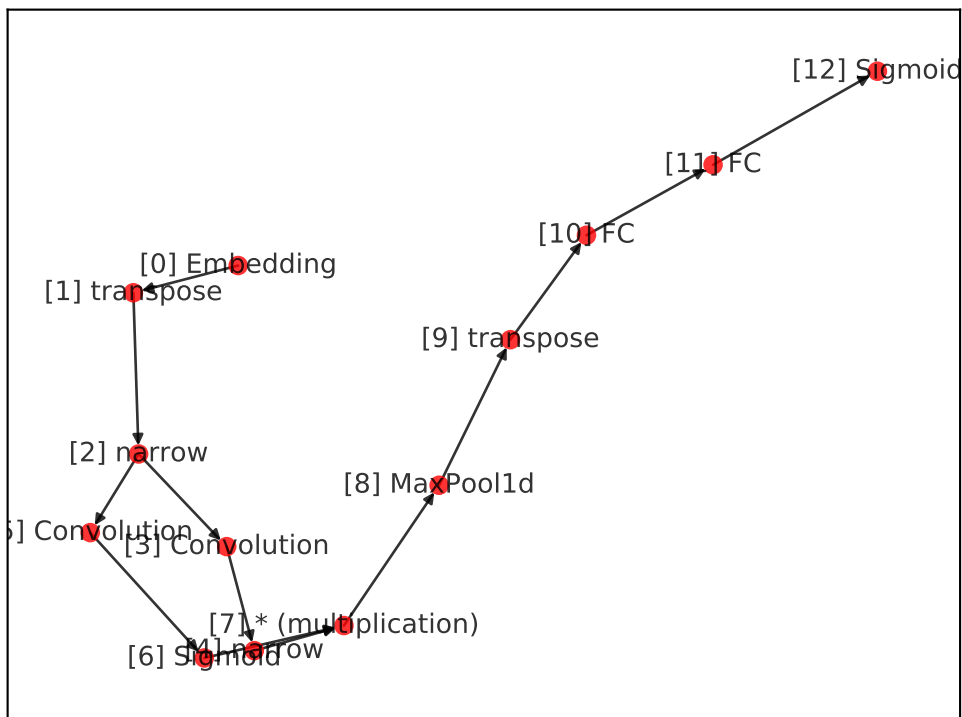 [12] Sigmoid
[11] FC
[10] FC
[0] Embedding
[1] transpose
[9] transpose
[2] narrow
[8] MaxPool1d
5] Convolution
[3] Convolution
[7] * (multiplication)
[4] narrow
[6] Sigmoid